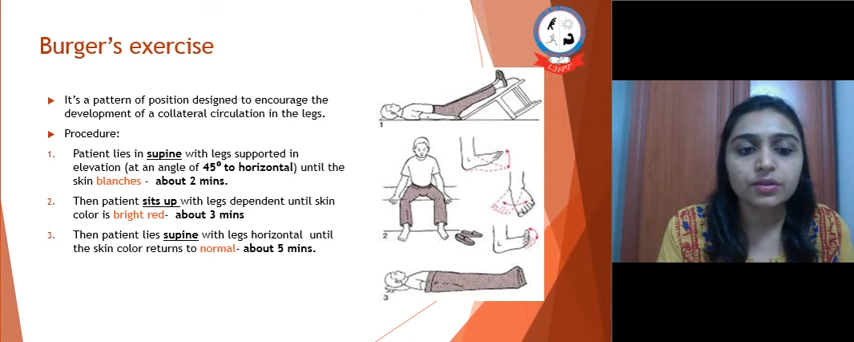 Burger's exercise
▶ It's a pattern of position designed to encourage the
development of a collateral circulation in the legs.
▶ Procedure:
1. Patient lies in supine with legs supported in
elevation (at an angle of 45⁰ to horizontal) until the
skin blanches - about 2 mins.
2. Then patient sits up with legs dependent until skin
color is bright red- about 3 mins
3. Then patient lies supine with legs horizontal until
the skin color returns to normal- about 5 mins.
1
2
3